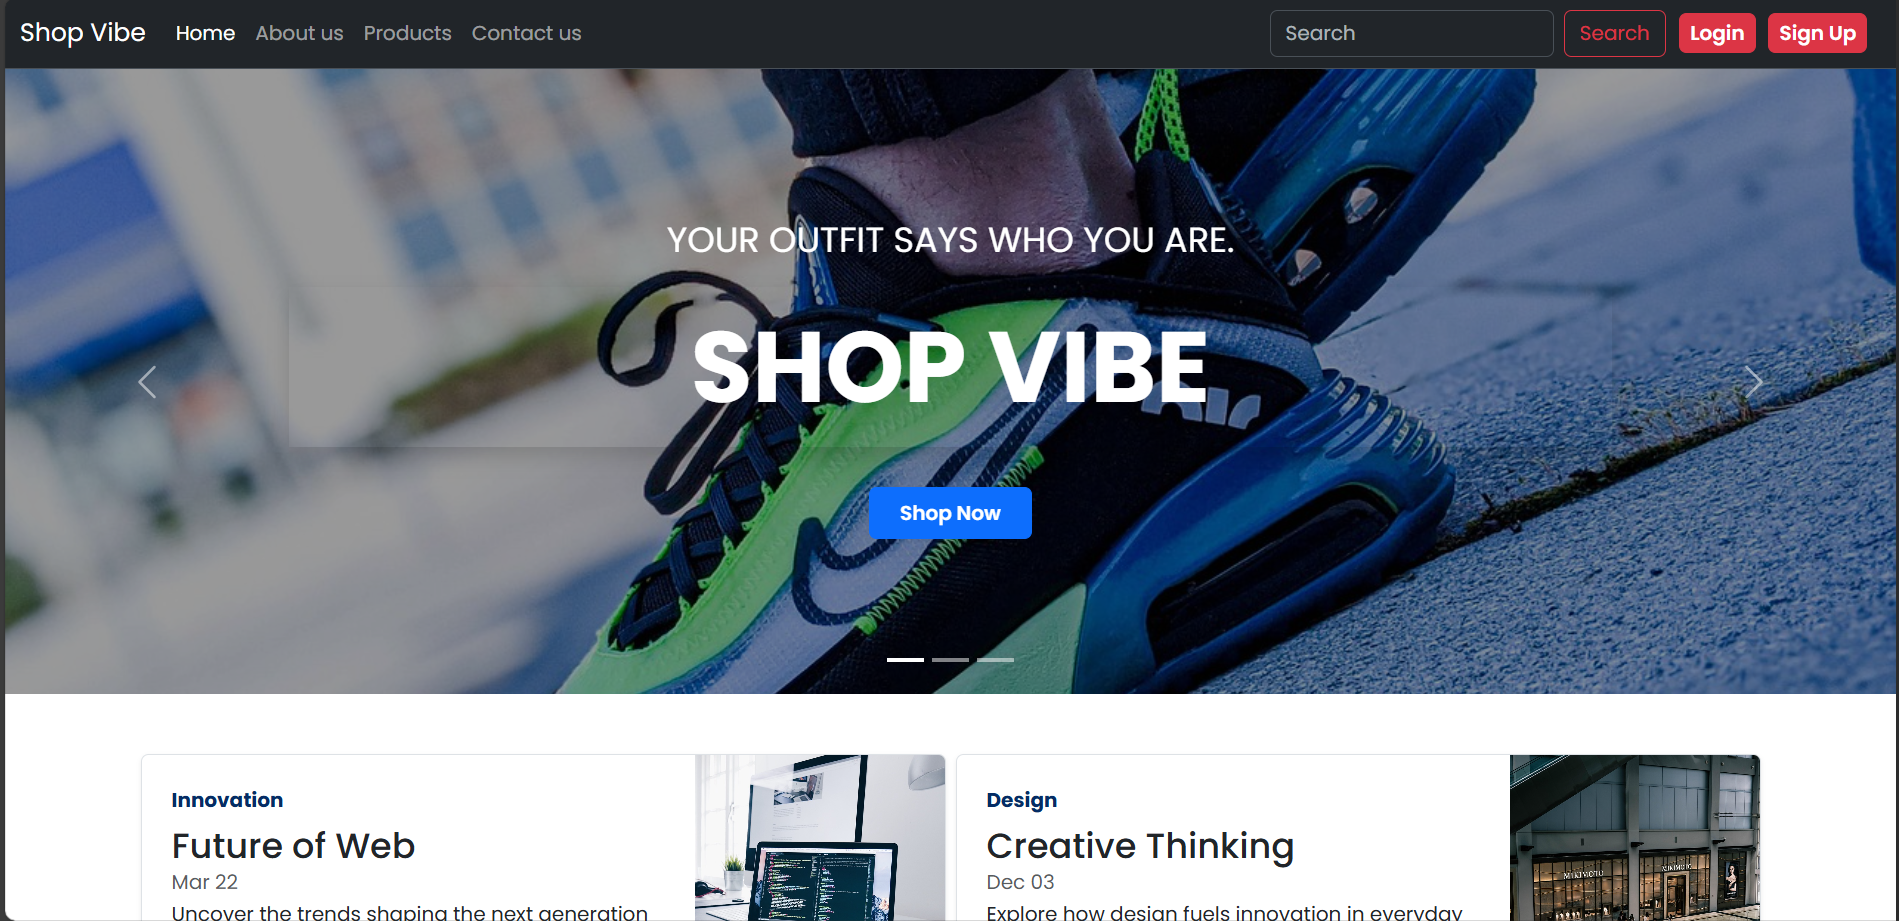 Shop Vibe Home About us Products Contact us Search Search Login Sign Up
YOUR OUTFIT SAYS WHO YOU ARE.
SHOP VIBE
Shop Now
Innovation
Future of Web
Mar 22
Uncover the trends shaping the next generation
Design
Creative Thinking
Dec 03
Explore how design fuels innovation in everyday
MIKIMOTO
MIKIMOTO